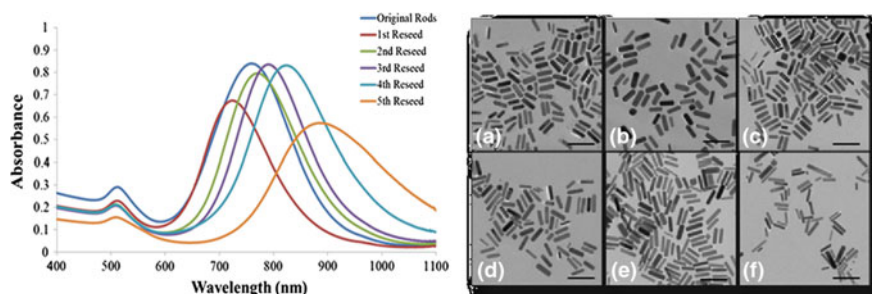 Original Rods
1st Reseed
2nd Reseed
3rd Reseed
4th Reseed
5th Reseed
Absorbance
1
0.9
0.8
0.7
0.6
0.5
0.4
0.3
0.2
0.1
0
400 500 600 700 800 900 1000 1100
Wavelength (nm)
(a) (b) (c)
(d) (e) (f)